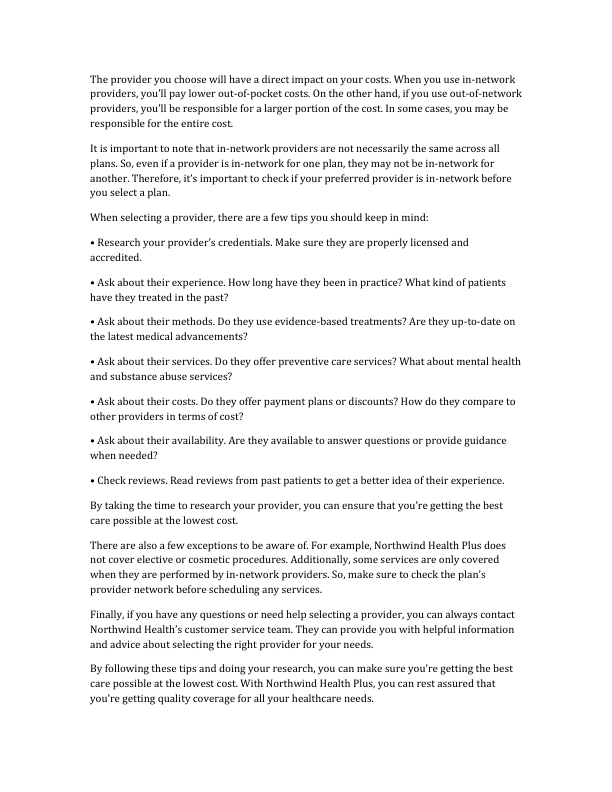 The provider you choose will have a direct impact on your costs. When you use in-network
providers, you’ll pay lower out-of-pocket costs. On the other hand, if you use out-of-network
providers, you’ll be responsible for a larger portion of the cost. In some cases, you may be
responsible for the entire cost.
It is important to note that in-network providers are not necessarily the same across all
plans. So, even if a provider is in-network for one plan, they may not be in-network for
another. Therefore, it’s important to check if your preferred provider is in-network before
you select a plan.
When selecting a provider, there are a few tips you should keep in mind:
• Research your provider’s credentials. Make sure they are properly licensed and
accredited.
• Ask about their experience. How long have they been in practice? What kind of patients
have they treated in the past?
• Ask about their methods. Do they use evidence-based treatments? Are they up-to-date on
the latest medical advancements?
• Ask about their services. Do they offer preventive care services? What about mental health
and substance abuse services?
• Ask about their costs. Do they offer payment plans or discounts? How do they compare to
other providers in terms of cost?
• Ask about their availability. Are they available to answer questions or provide guidance
when needed?
• Check reviews. Read reviews from past patients to get a better idea of their experience.
By taking the time to research your provider, you can ensure that you’re getting the best
care possible at the lowest cost.
There are also a few exceptions to be aware of. For example, Northwind Health Plus does
not cover elective or cosmetic procedures. Additionally, some services are only covered
when they are performed by in-network providers. So, make sure to check the plan’s
provider network before scheduling any services.
Finally, if you have any questions or need help selecting a provider, you can always contact
Northwind Health’s customer service team. They can provide you with helpful information
and advice about selecting the right provider for your needs.
By following these tips and doing your research, you can make sure you’re getting the best
care possible at the lowest cost. With Northwind Health Plus, you can rest assured that
you’re getting quality coverage for all your healthcare needs.